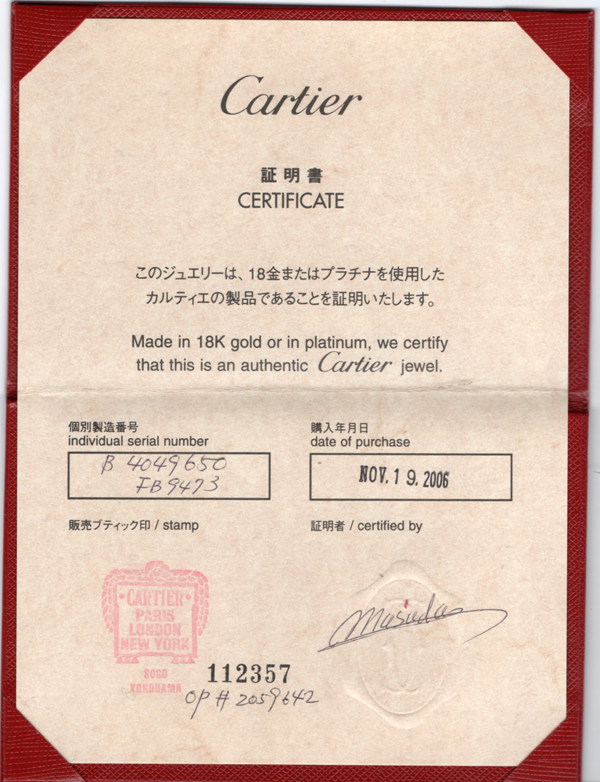 Cartier
証明書
CERTIFICATE
このジュエリーは、18金またはプラチナを使用した
カルティエの製品であることを証明いたします。
Made in 18K gold or in platinum, we certify
that this is an authentic Cartier jewel.
個別製造番号
individual serial number
B 4049650
FB9473
購入年月日
date of purchase
NOV. 19. 2006
販売ブティック印 / stamp
証明者 / certified by
CARTIER
PARIS
LONDON
NEW YORK
SOGO
YOKOHAMA
Masuda
112357
OP # 2059642